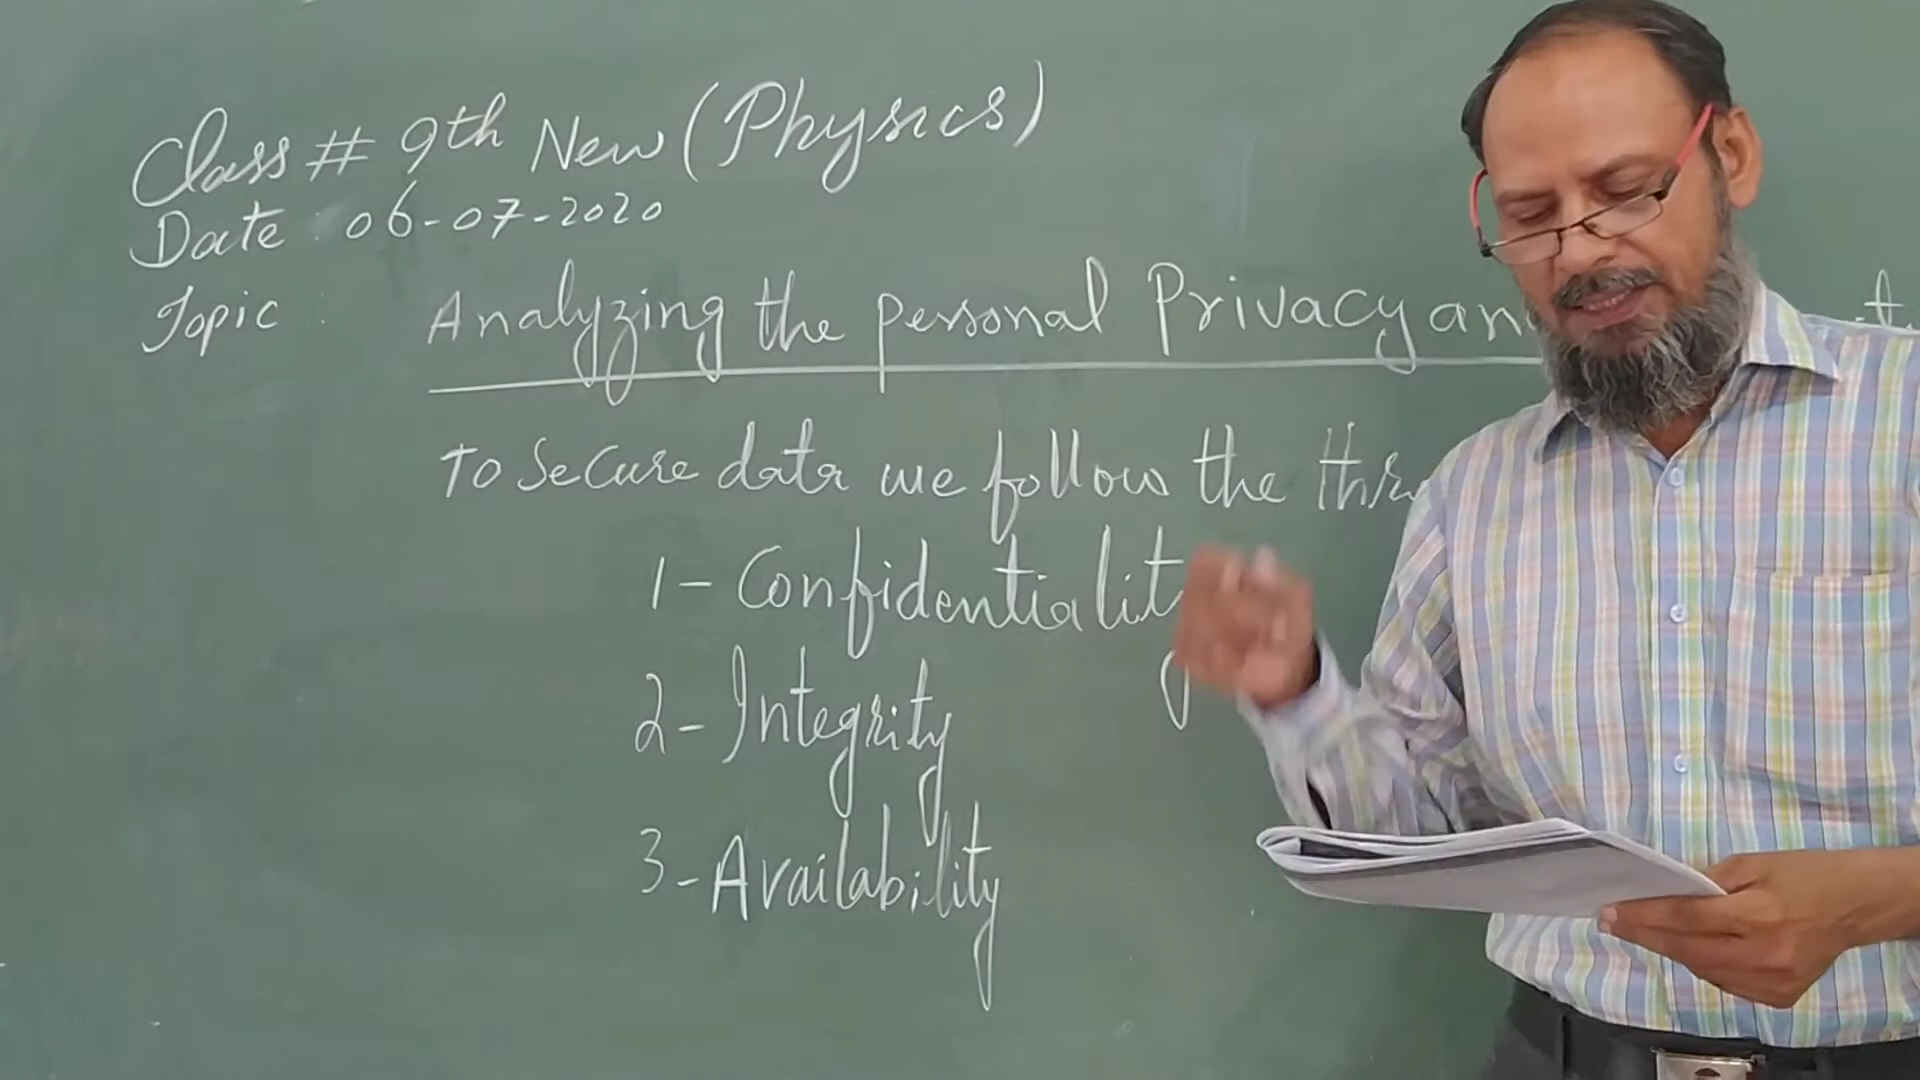 Class # 9th New (Physics)
Date : 06-07-2020
Topic : Analyzing the personal Privacy an
To Secure data we follow the thr
1- Confidentiality
2- Integrity
3- Availability